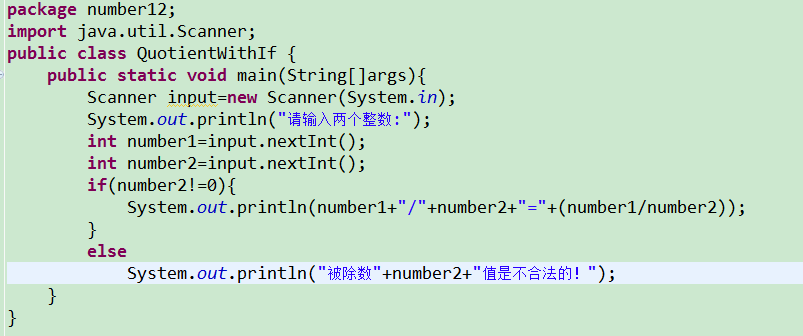 package number12;
import java.util.Scanner;
public class QuotientWithIf {
    public static void main(String[]args){
        Scanner input=new Scanner(System.in);
        System.out.println("请输入两个整数:");
        int number1=input.nextInt();
        int number2=input.nextInt();
        if(number2!=0){
            System.out.println(number1+"/"+number2+"="+(number1/number2));
        }
        else
            System.out.println("被除数"+number2+"值是不合法的！");
    }
}